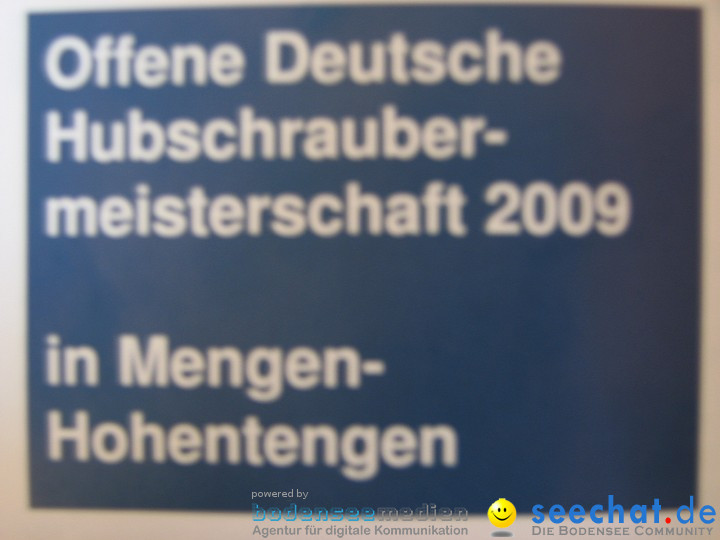 Offene Deutsche
Hubschrauber-
meisterschaft 2009
in Mengen-
Hohentengen
powered by
bodenseemedien
Agentur für digitale Kommunikation
seechat.de
DIE BODENSEE COMMUNITY